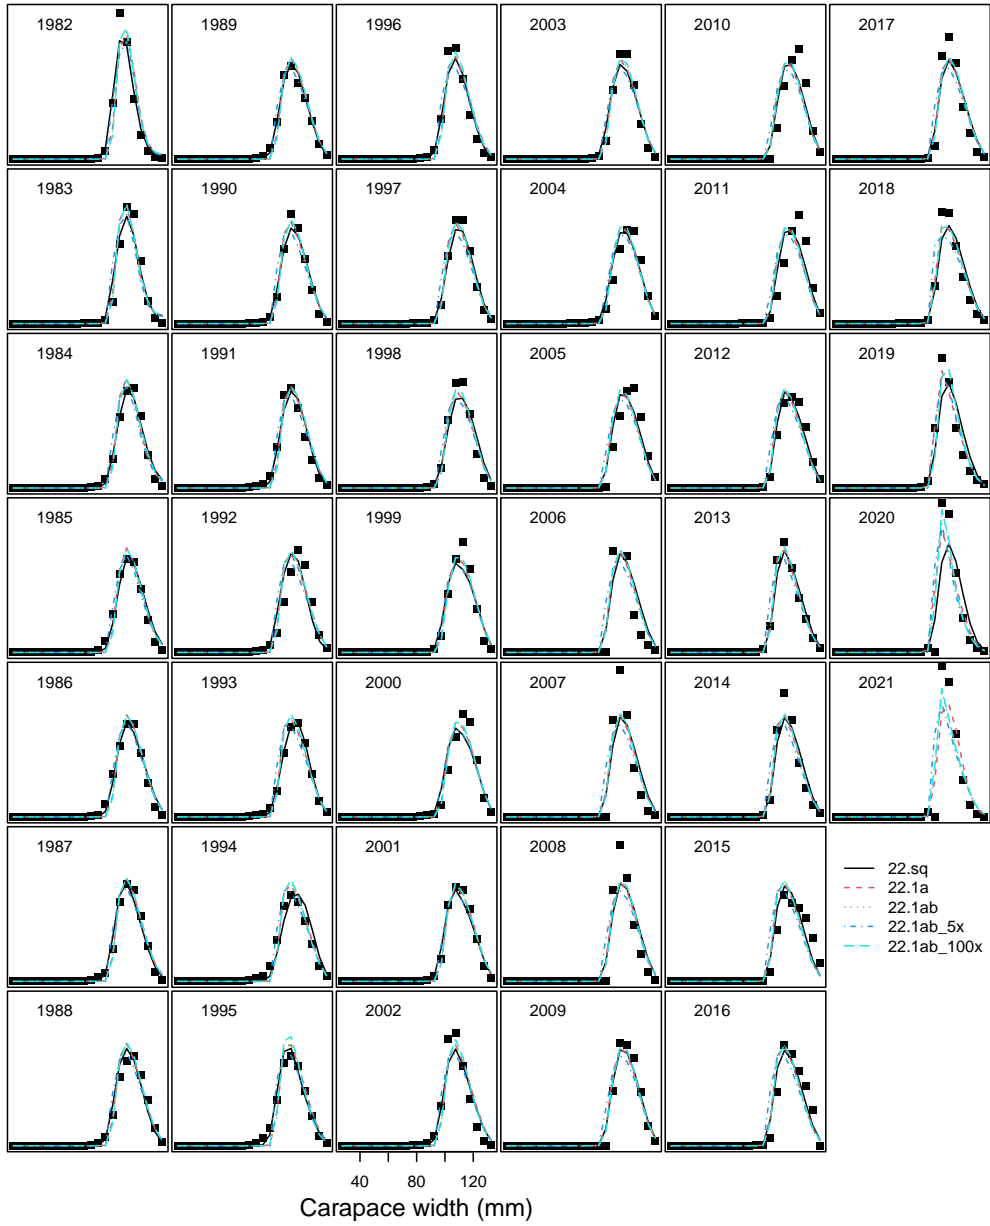 1982 1989 1996 2003 2010 2017
1983 1990 1997 2004 2011 2018
1984 1991 1998 2005 2012 2019
1985 1992 1999 2006 2013 2020
1986 1993 2000 2007 2014 2021
1987 1994 2001 2008 2015
22.sq
22.1a
22.1ab
22.1ab_5x
22.1ab_100x
1988 1995 2002 2009 2016
40 80 120
Carapace width (mm)